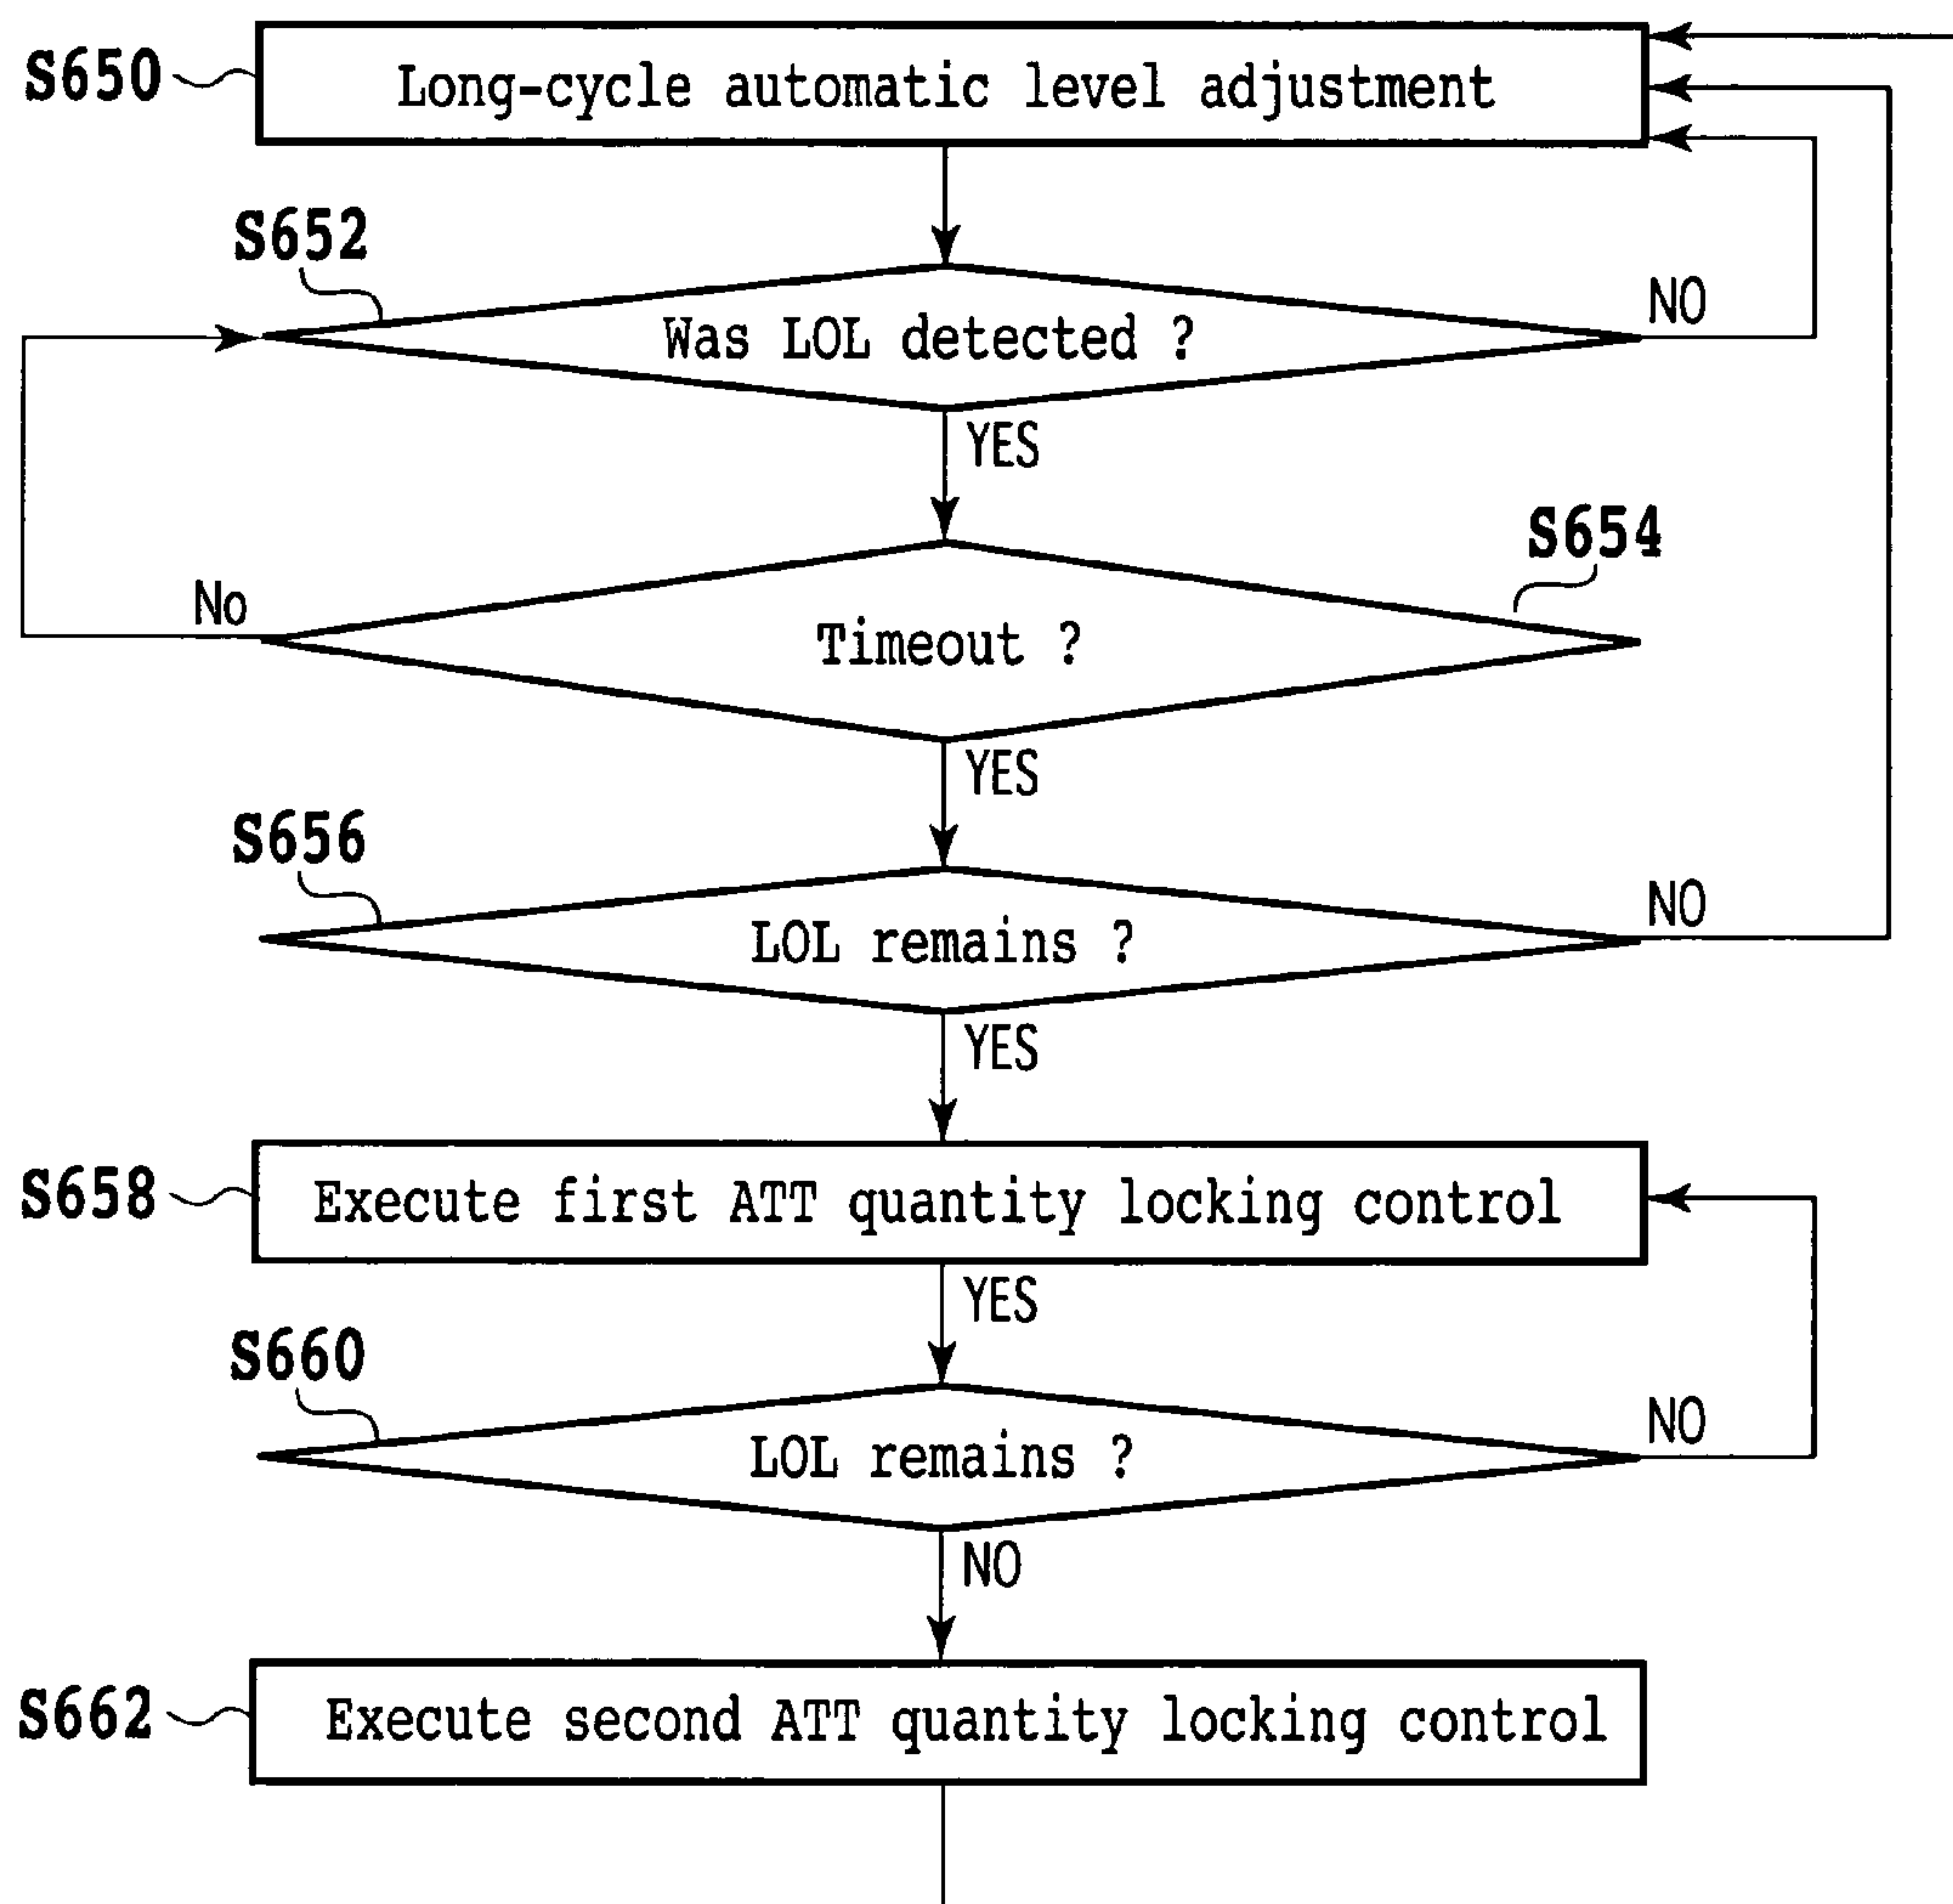 S650
Long-cycle automatic level adjustment
S652
NO
Was LOL detected ?
YES
S654
No
Timeout ?
YES
S656
NO
LOL remains ?
YES
S658
Execute first ATT quantity locking control
YES
S660
NO
LOL remains ?
NO
S662
Execute second ATT quantity locking control